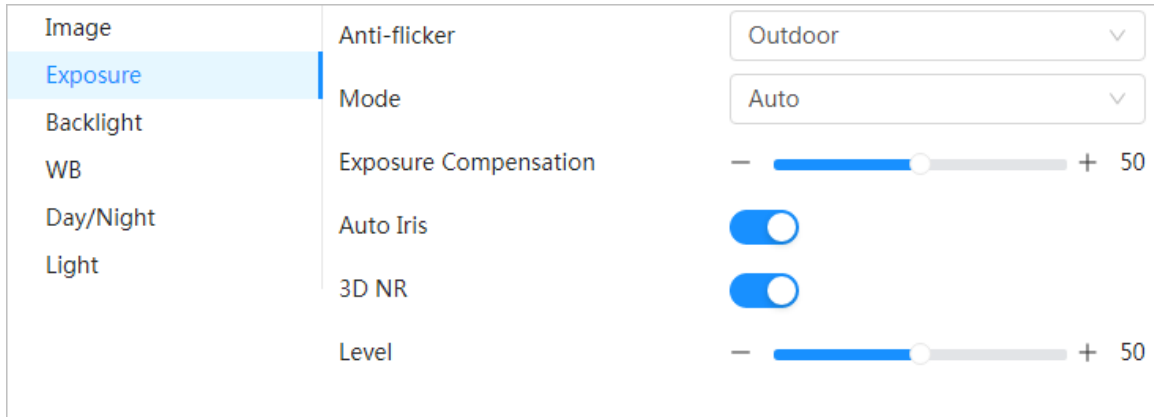 Image
Exposure
Backlight
WB
Day/Night
Light
Anti-flicker Outdoor
Mode Auto
Exposure Compensation − + 50
Auto Iris
3D NR
Level − + 50